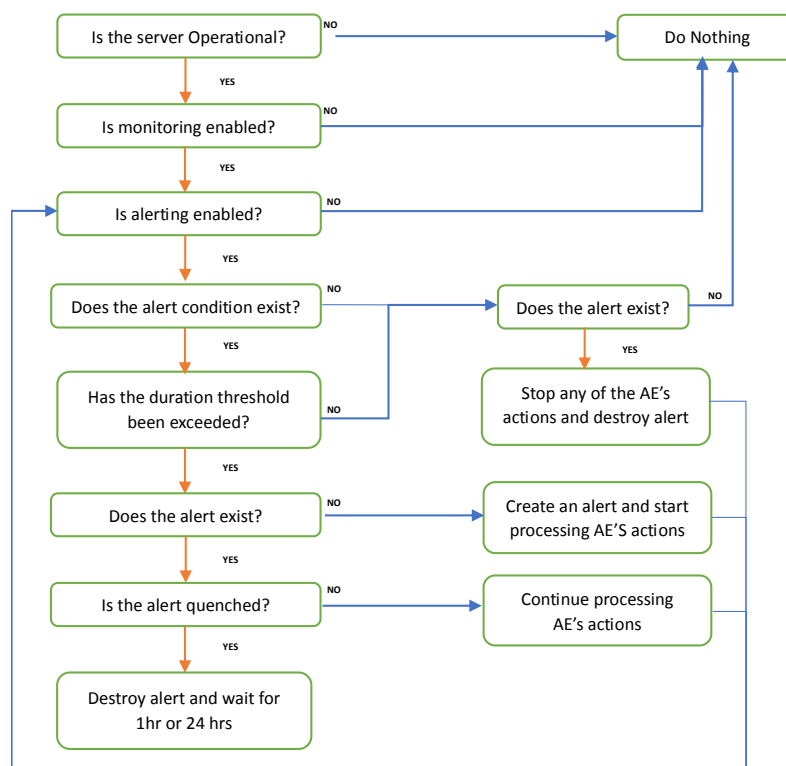 Is the server Operational?
NO
Do Nothing
YES
Is monitoring enabled?
NO
YES
Is alerting enabled?
NO
YES
Does the alert condition exist?
NO
Does the alert exist?
NO
YES
YES
Has the duration threshold
been exceeded?
NO
Stop any of the AE’s
actions and destroy alert
YES
Does the alert exist?
NO
Create an alert and start
processing AE’S actions
YES
Is the alert quenched?
NO
Continue processing
AE’s actions
YES
Destroy alert and wait for
1hr or 24 hrs